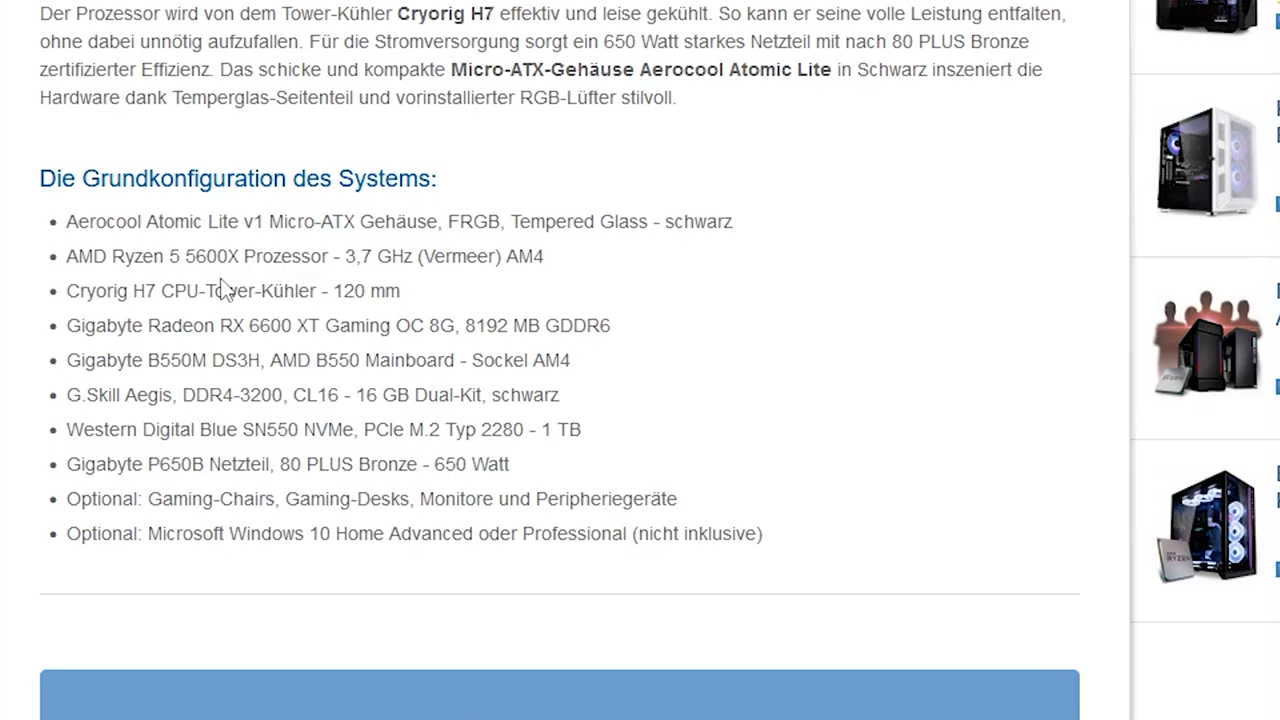 Der Prozessor wird von dem Tower-Kühler Cryorig H7 effektiv und leise gekühlt. So kann er seine volle Leistung entfalten,
ohne dabei unnötig aufzufallen. Für die Stromversorgung sorgt ein 650 Watt starkes Netzteil mit nach 80 PLUS Bronze
zertifizierter Effizienz. Das schicke und kompakte Micro-ATX-Gehäuse Aerocool Atomic Lite in Schwarz inszeniert die
Hardware dank Temperglas-Seitenteil und vorinstallierter RGB-Lüfter stilvoll.
Die Grundkonfiguration des Systems:
• Aerocool Atomic Lite v1 Micro-ATX Gehäuse, FRGB, Tempered Glass - schwarz
• AMD Ryzen 5 5600X Prozessor - 3,7 GHz (Vermeer) AM4
• Cryorig H7 CPU-Tower-Kühler - 120 mm
• Gigabyte Radeon RX 6600 XT Gaming OC 8G, 8192 MB GDDR6
• Gigabyte B550M DS3H, AMD B550 Mainboard - Sockel AM4
• G.Skill Aegis, DDR4-3200, CL16 - 16 GB Dual-Kit, schwarz
• Western Digital Blue SN550 NVMe, PCIe M.2 Typ 2280 - 1 TB
• Gigabyte P650B Netzteil, 80 PLUS Bronze - 650 Watt
• Optional: Gaming-Chairs, Gaming-Desks, Monitore und Peripheriegeräte
• Optional: Microsoft Windows 10 Home Advanced oder Professional (nicht inklusive)
RYZEN